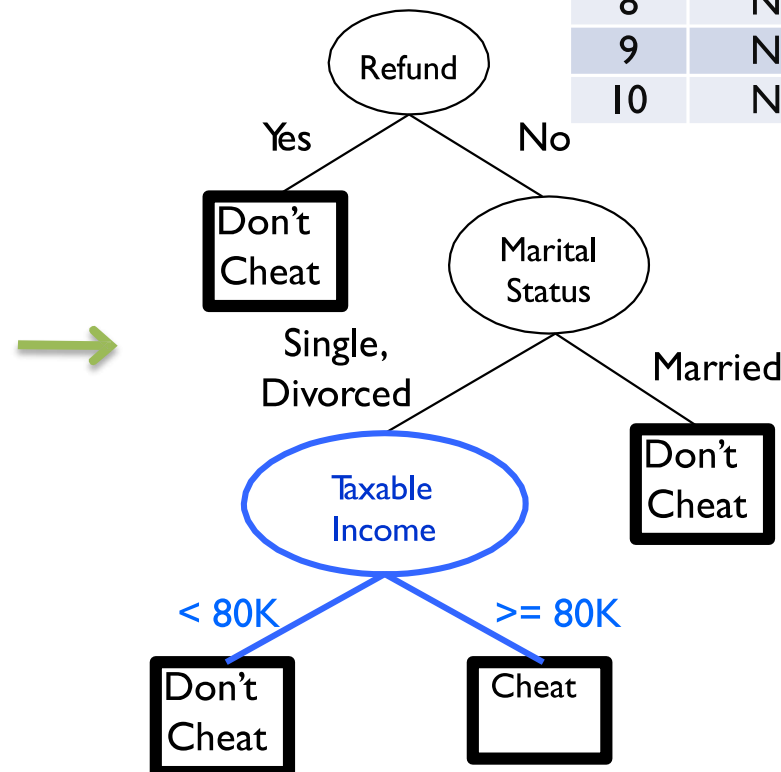 8 N
Refund
9 N
10 N
Yes
No
Don't
Cheat
Marital
Status
Single,
Divorced
Married
Taxable
Income
Don't
Cheat
< 80K
>= 80K
Don't
Cheat
Cheat